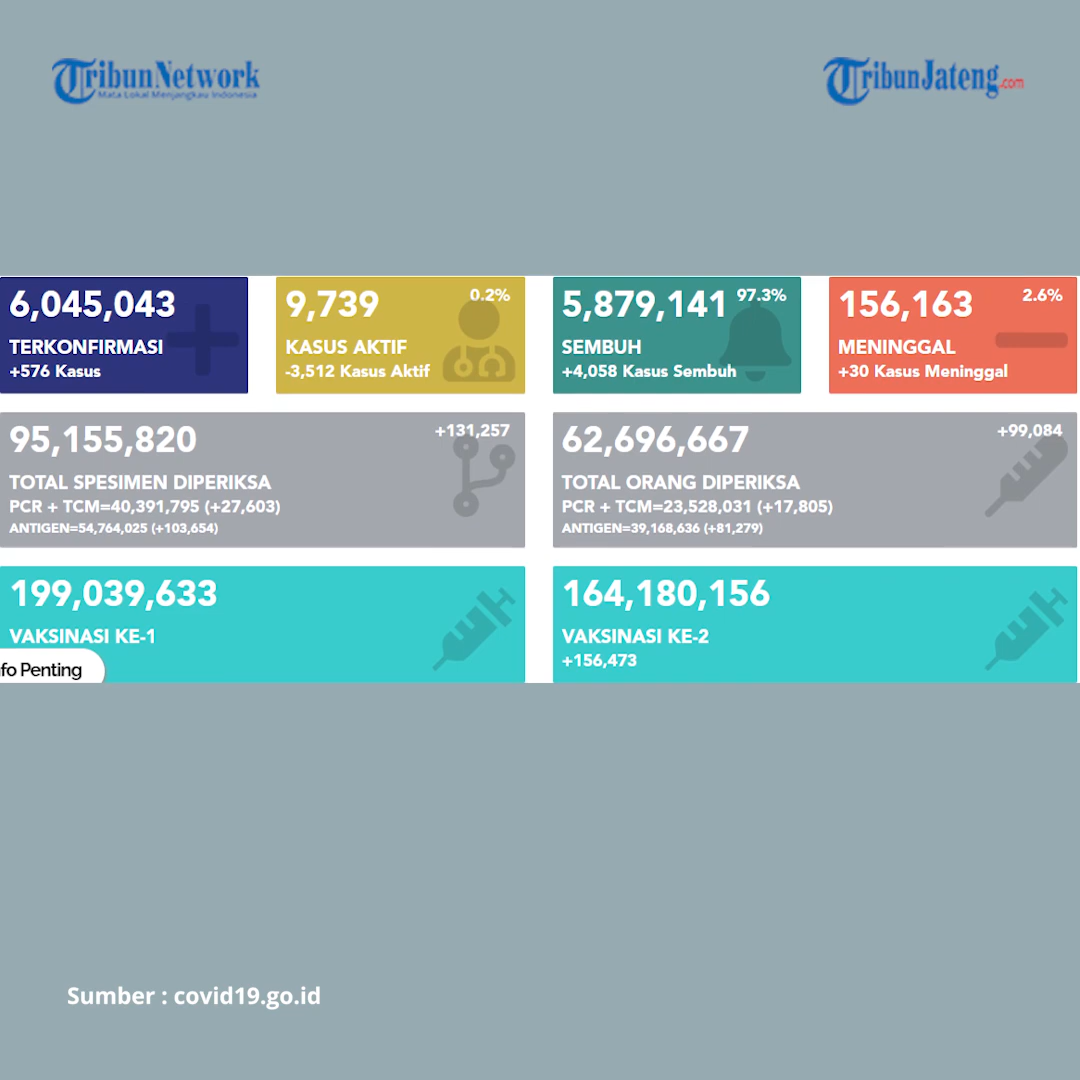 TribunNetwork
Mata Lokal Menjangkau Indonesia
TribunJateng.com
6,045,043
TERKONFIRMASI
+576 Kasus
9,739
0.2%
KASUS AKTIF
-3,512 Kasus Aktif
5,879,141
97.3%
SEMBUH
+4,058 Kasus Sembuh
156,163
2.6%
MENINGGAL
+30 Kasus Meninggal
95,155,820
+131,257
TOTAL SPESIMEN DIPERIKSA
PCR + TCM=40,391,795 (+27,603)
ANTIGEN=54,764,025 (+103,654)
62,696,667
+99,084
TOTAL ORANG DIPERIKSA
PCR + TCM=23,528,031 (+17,805)
ANTIGEN=39,168,636 (+81,279)
199,039,633
VAKSINASI KE-1
fo Penting
164,180,156
VAKSINASI KE-2
+156,473
Sumber : covid19.go.id